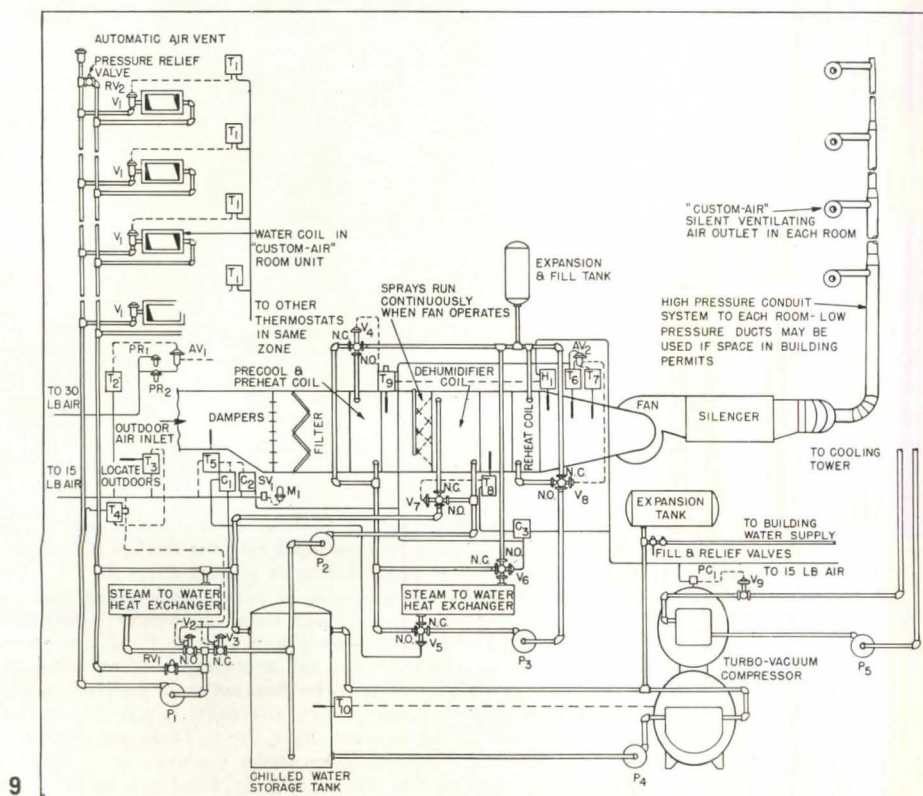 AUTOMATIC AIR VENT
PRESSURE RELIEF
VALVE
RV2
V1
T1
V1
T1
V1
T1
WATER COIL IN
"CUSTOM-AIR"
ROOM UNIT
T1
V1
TO OTHER
THERMOSTATS
IN SAME
ZONE
"CUSTOM-AIR"
SILENT VENTILATING
AIR OUTLET IN EACH ROOM
EXPANSION
& FILL TANK
SPRAYS RUN
CONTINUOUSLY
WHEN FAN OPERATES
HIGH PRESSURE CONDUIT
SYSTEM TO EACH ROOM-LOW
PRESSURE DUCTS MAY BE
USED IF SPACE IN BUILDING
PERMITS
PR1
AV1
T2
PR2
TO 30
LB AIR
OUTDOOR
AIR INLET
N.C.
V4
N.O.
PRECOOL &
PREHEAT COIL
T9
DEHUMIDIFIER
COIL
H1
AV2
T6
T7
DAMPERS
FILTER
REHEAT COIL
FAN
SILENCER
TO 15
LB AIR
LOCATE
OUTDOORS
T3
T4
T5
C1
C2
SV1
M1
N.C.
V7
N.O.
T8
N.C.
N.O.
V8
C3
N.O.
N.C.
V6
TO COOLING
TOWER
EXPANSION
TANK
TO BUILDING
WATER SUPPLY
FILL & RELIEF VALVES
TO 15 LB AIR
PC1
V9
P2
STEAM TO WATER
HEAT EXCHANGER
STEAM TO WATER
HEAT EXCHANGER
V2
V3
N.O.
N.C.
RV1
P1
N.C.
N.O.
V5
P3
P5
TURBO-VACUUM
COMPRESSOR
T10
P4
CHILLED WATER
STORAGE TANK
9